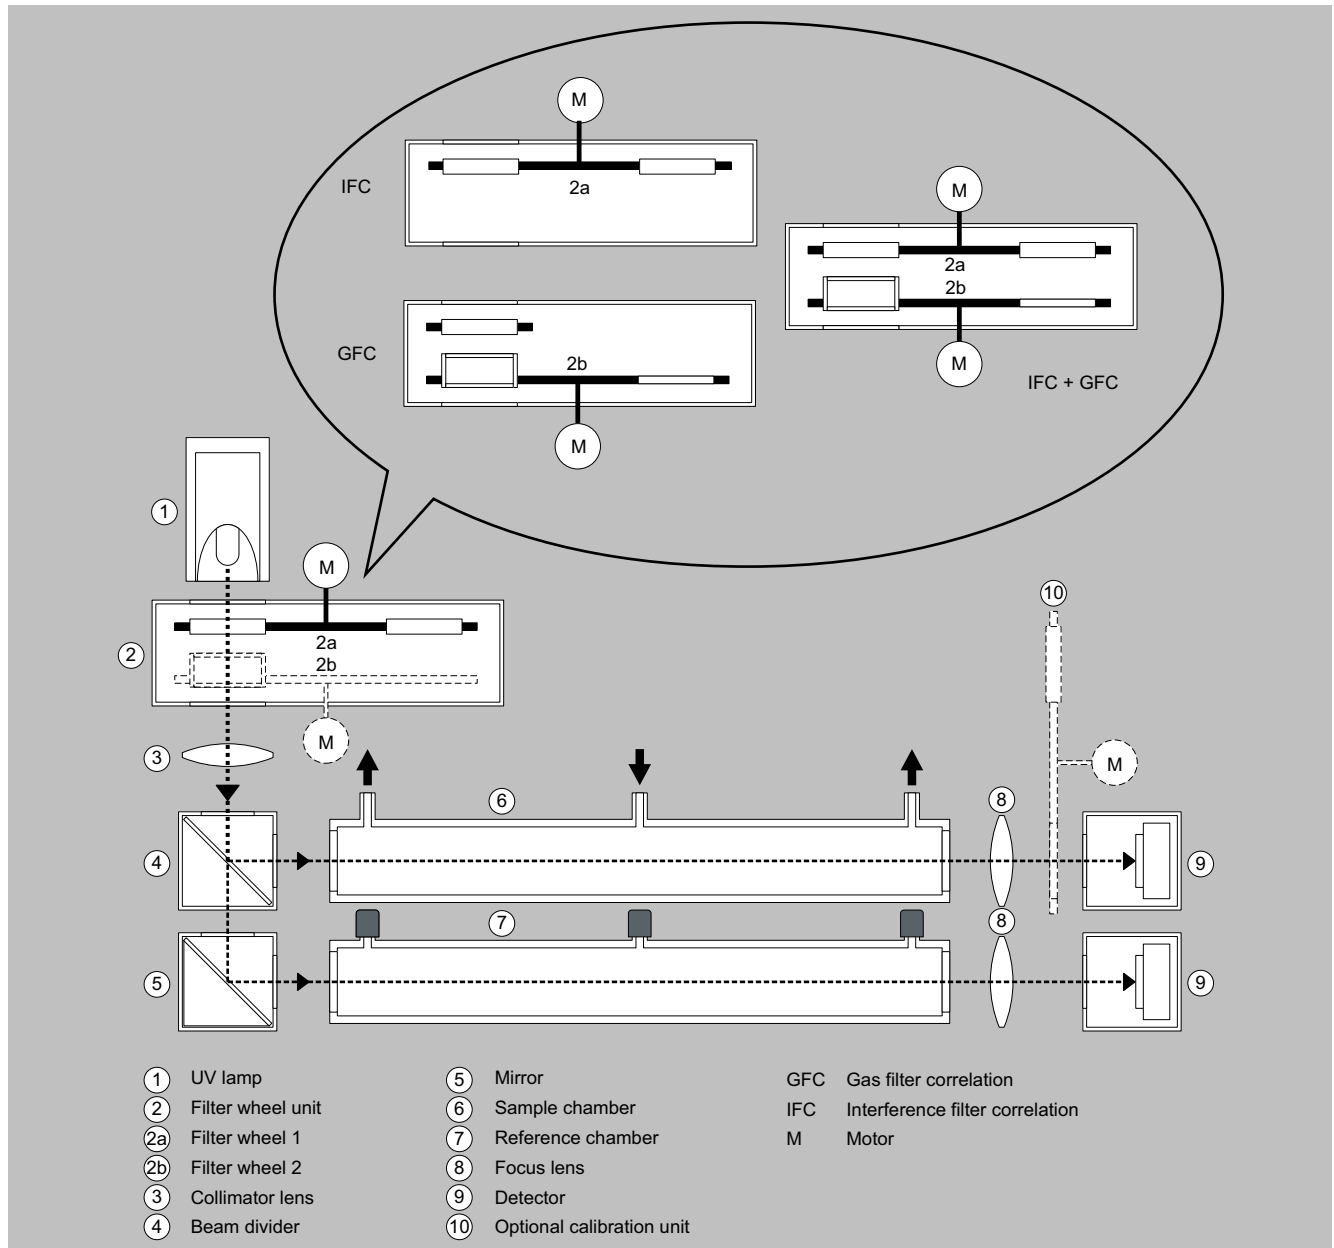 M
IFC
2a
M
2a
2b
GFC
2b
M
IFC + GFC
M
1
M
10
2a
2
2b
M
3
M
6
8
4
9
7
8
5
9
1 UV lamp
2 Filter wheel unit
2a Filter wheel 1
2b Filter wheel 2
3 Collimator lens
4 Beam divider
5 Mirror
6 Sample chamber
7 Reference chamber
8 Focus lens
9 Detector
10 Optional calibration unit
GFC Gas filter correlation
IFC Interference filter correlation
M Motor